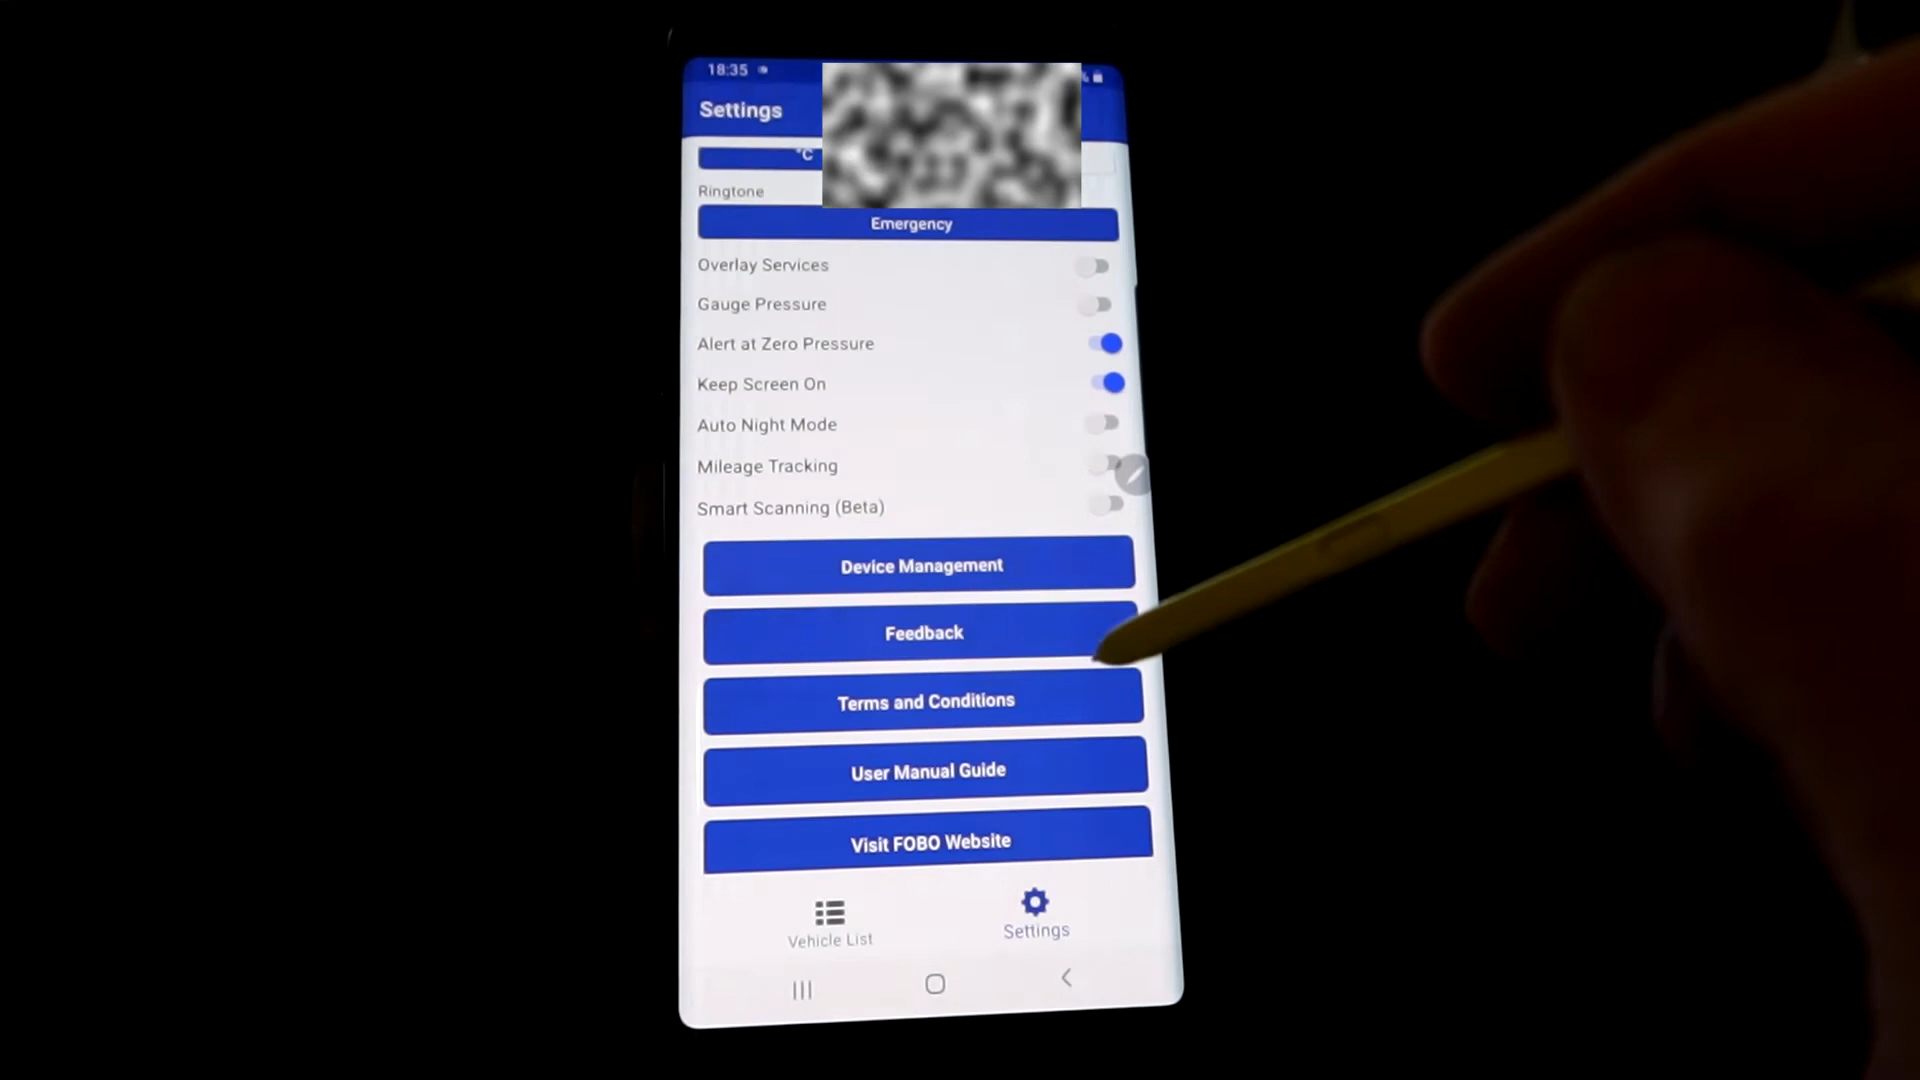 18:35
Settings
°C
Ringtone
Emergency
Overlay Services
Gauge Pressure
Alert at Zero Pressure
Keep Screen On
Auto Night Mode
Mileage Tracking
Smart Scanning (Beta)
Device Management
Feedback
Terms and Conditions
User Manual Guide
Visit FOBO Website
Vehicle List
Settings